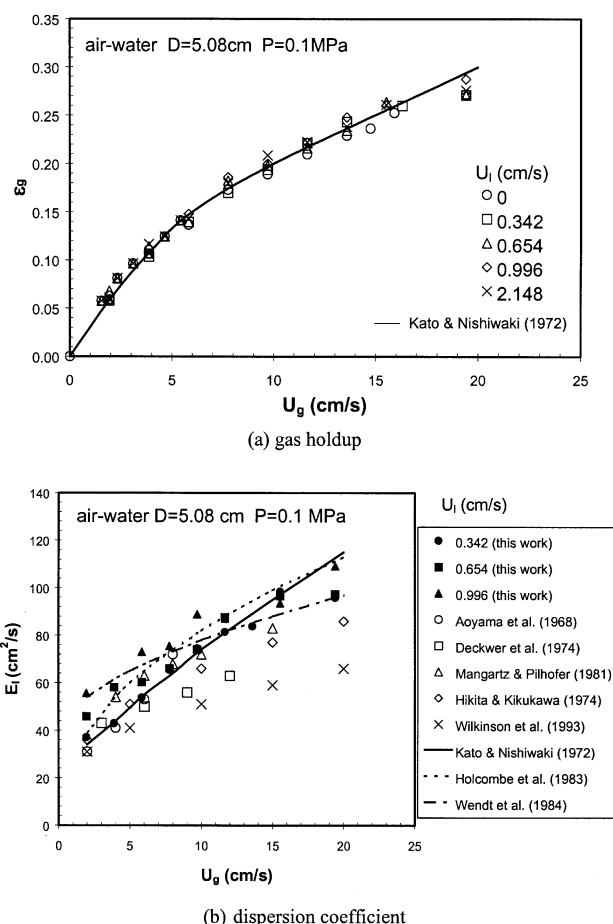 air-water D=5.08cm P=0.1MPa
0.35
0.30
0.25
0.20
0.15
0.10
0.05
0.00
εg
Ul (cm/s)
0
0.342
0.654
0.996
2.148
Kato & Nishiwaki (1972)
0 5 10 15 20 25
Ug (cm/s)
(a) gas holdup
air-water D=5.08 cm P=0.1 MPa
140
120
100
80
60
40
20
0
El (cm²/s)
0 5 10 15 20 25
Ug (cm/s)
Ul (cm/s)
0.342 (this work)
0.654 (this work)
0.996 (this work)
Aoyama et al. (1968)
Deckwer et al. (1974)
Mangartz & Pilhofer (1981)
Hikita & Kikukawa (1974)
Wilkinson et al. (1993)
Kato & Nishiwaki (1972)
Holcombe et al. (1983)
Wendt et al. (1984)
(b) dispersion coefficient